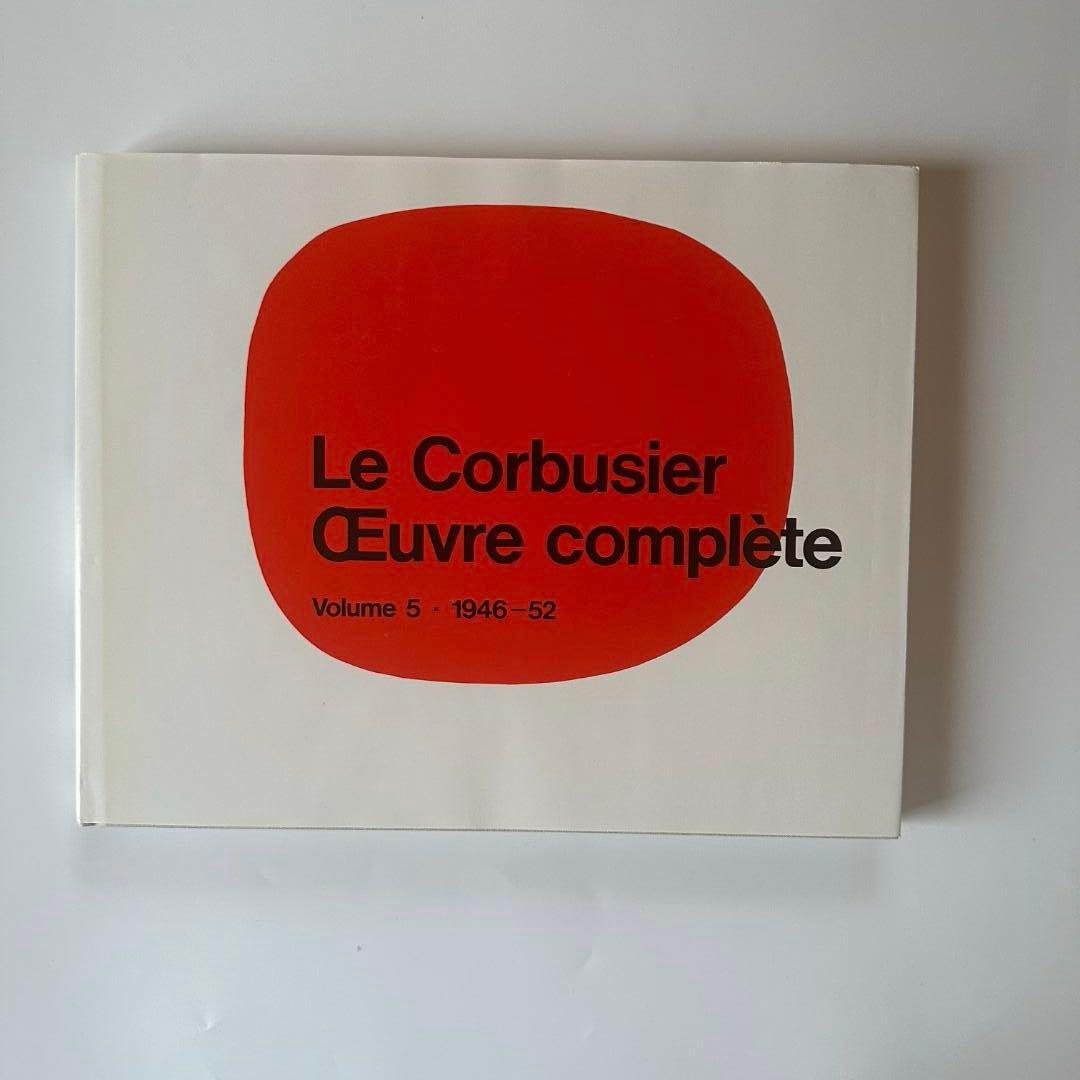 Le Corbusier
Œuvre complète
Volume 5 · 1946–52